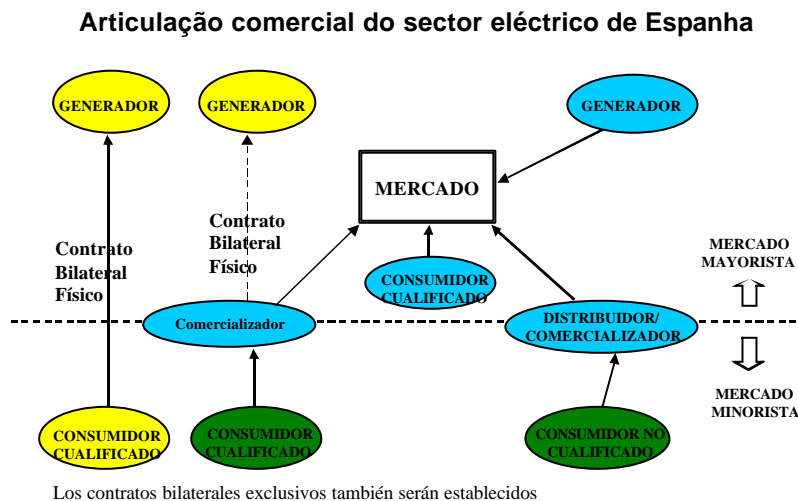 Articulação comercial do sector eléctrico de Espanha
GENERADOR
GENERADOR
GENERADOR
MERCADO
Contrato
Bilateral
Físico
Contrato
Bilateral
Físico
MERCADO
MAYORISTA
CONSUMIDOR
CUALIFICADO
Comercializador
DISTRIBUIDOR/
COMERCIALIZADOR
MERCADO
MINORISTA
CONSUMIDOR
CUALIFICADO
CONSUMIDOR
CUALIFICADO
CONSUMIDOR NO
CUALIFICADO
Los contratos bilaterales exclusivos también serán establecidos